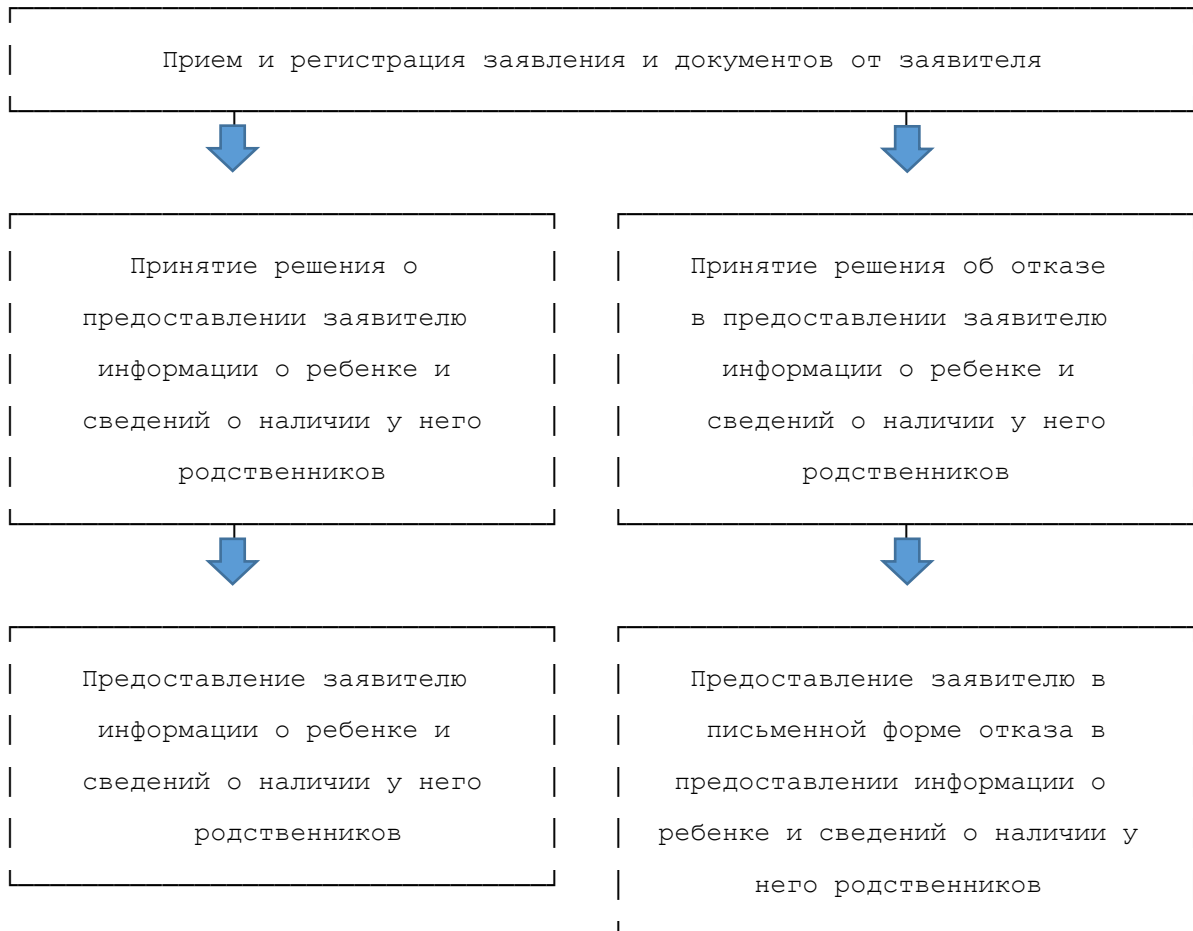 Прием и регистрация заявления и документов от заявителя
Принятие решения о
предоставлении заявителю
информации о ребенке и
сведений о наличии у него
родственников
Принятие решения об отказе
в предоставлении заявителю
информации о ребенке и
сведений о наличии у него
родственников
Предоставление заявителю
информации о ребенке и
сведений о наличии у него
родственников
Предоставление заявителю в
письменной форме отказа в
предоставлении информации о
ребенке и сведений о наличии у
него родственников